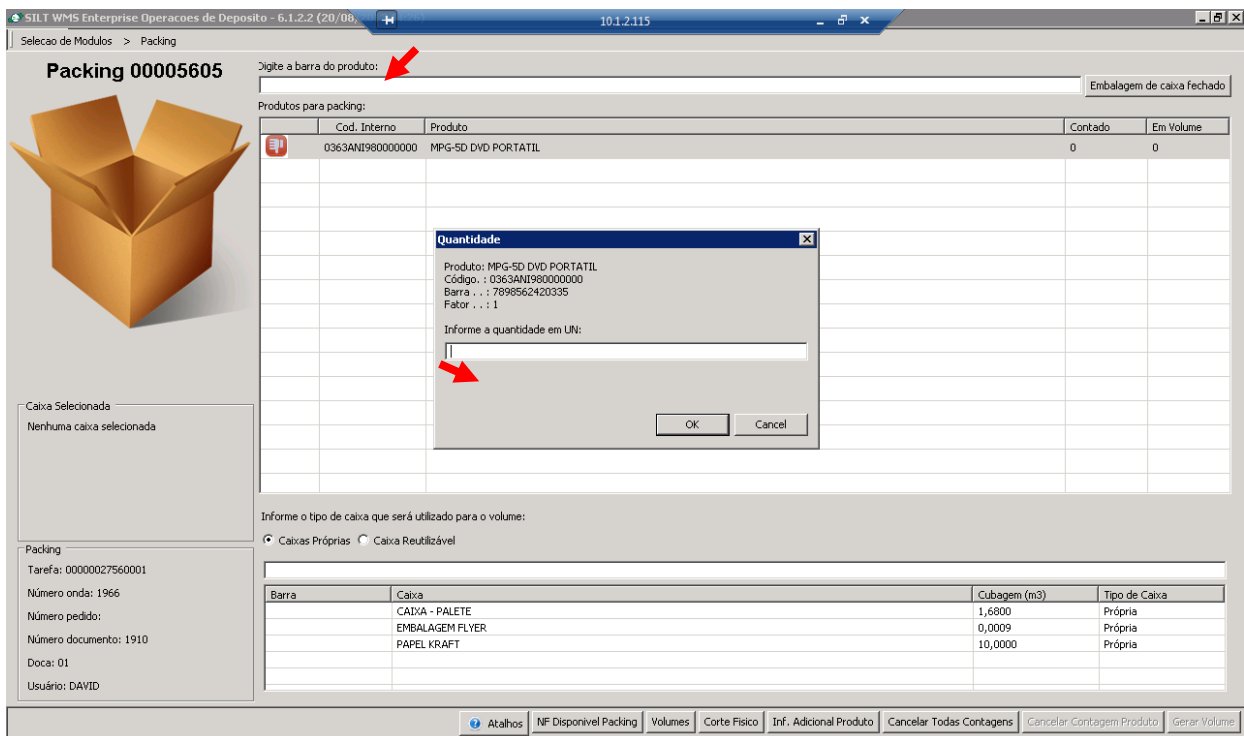 SILT WMS Enterprise Operacoes de Deposito - 6.1.2.2 (20/08/
10.1.2.115
Selecao de Modulos > Packing
Packing 00005605
Digite a barra do produto:
Embalagem de caixa fechado
Produtos para packing:
Cod. Interno Produto Contado Em Volume
0363ANI980000000 MPG-5D DVD PORTATIL 0 0
Quantidade
Produto: MPG-5D DVD PORTATIL
Código. : 0363ANI980000000
Barra . . : 7898562420335
Fator . . : 1
Informe a quantidade em UN:
OK Cancel
Caixa Selecionada
Nenhuma caixa selecionada
Informe o tipo de caixa que será utilizado para o volume:
Caixas Próprias Caixa Reutilizável
Packing
Tarefa: 00000027560001
Número onda: 1966
Número pedido:
Número documento: 1910
Doca: 01
Usuário: DAVID
Barra Caixa Cubagem (m3) Tipo de Caixa
CAIXA - PALETE 1,6800 Própria
EMBALAGEM FLYER 0,0009 Própria
PAPEL KRAFT 10,0000 Própria
Atalhos NF Disponivel Packing Volumes Corte Fisico Inf. Adicional Produto Cancelar Todas Contagens Cancelar Contagem Produto Gerar Volume